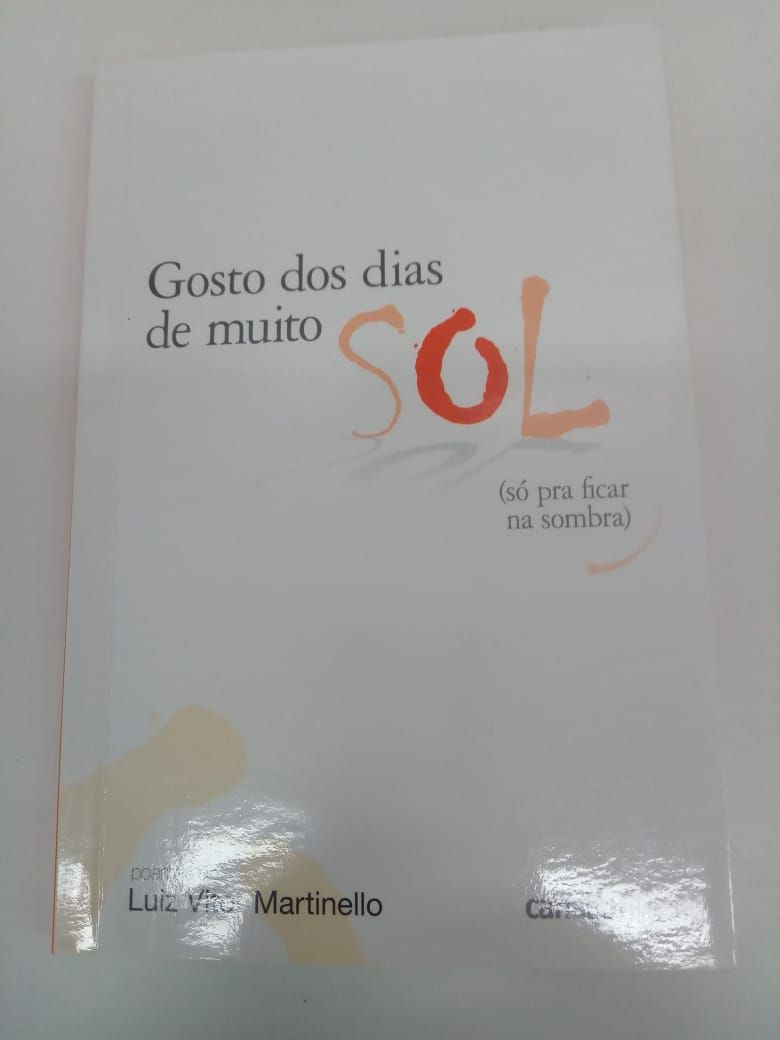 Gosto dos dias
de muito SOL
(só pra ficar
na sombra)
Luiz Martinello